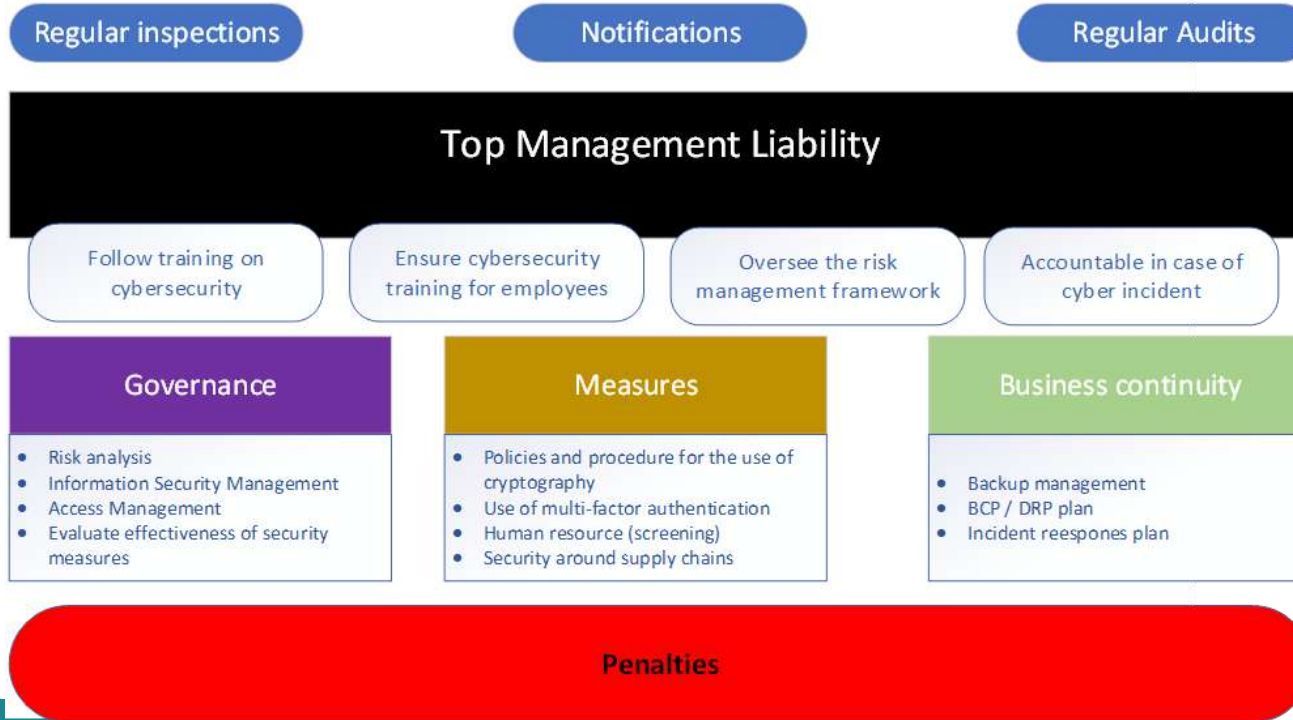 Regular inspections
Notifications
Regular Audits
Top Management Liability
Follow training on
cybersecurity
Ensure cybersecurity
training for employees
Oversee the risk
management framework
Accountable in case of
cyber incident
Governance
• Risk analysis
• Information Security Management
• Access Management
• Evaluate effectiveness of security
measures
Measures
• Policies and procedure for the use of
cryptography
• Use of multi-factor authentication
• Human resource (screening)
• Security around supply chains
Business continuity
• Backup management
• BCP / DRP plan
• Incident reespones plan
Penalties